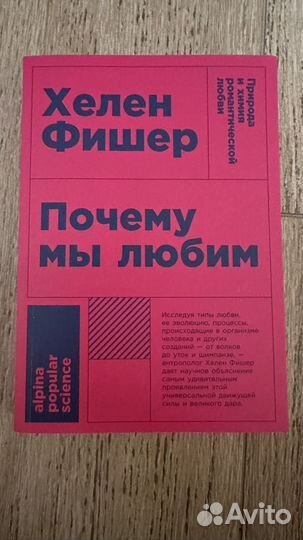 Хелен
Фишер
Природа
и химия
романтической
любви
Почему
мы любим
alpina
popular
science
Исследуя типы любви,
ее эволюцию, процессы,
происходящие в организме
человека и других
созданий — от волков
до уток и шимпанзе, —
антрополог Хелен Фишер
дает научное объяснение
самым удивительным
проявлениям этой
универсальной движущей
силы и великого дара.
Avito